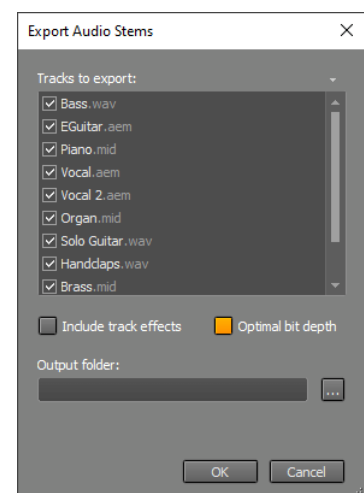 Export Audio Stems
Tracks to export:
Bass.wav
EGuitar.aem
Piano.mid
Vocal.aem
Vocal 2.aem
Organ.mid
Solo Guitar.wav
Handclaps.wav
Brass.mid
Include track effects Optimal bit depth
Output folder:
...
OK Cancel